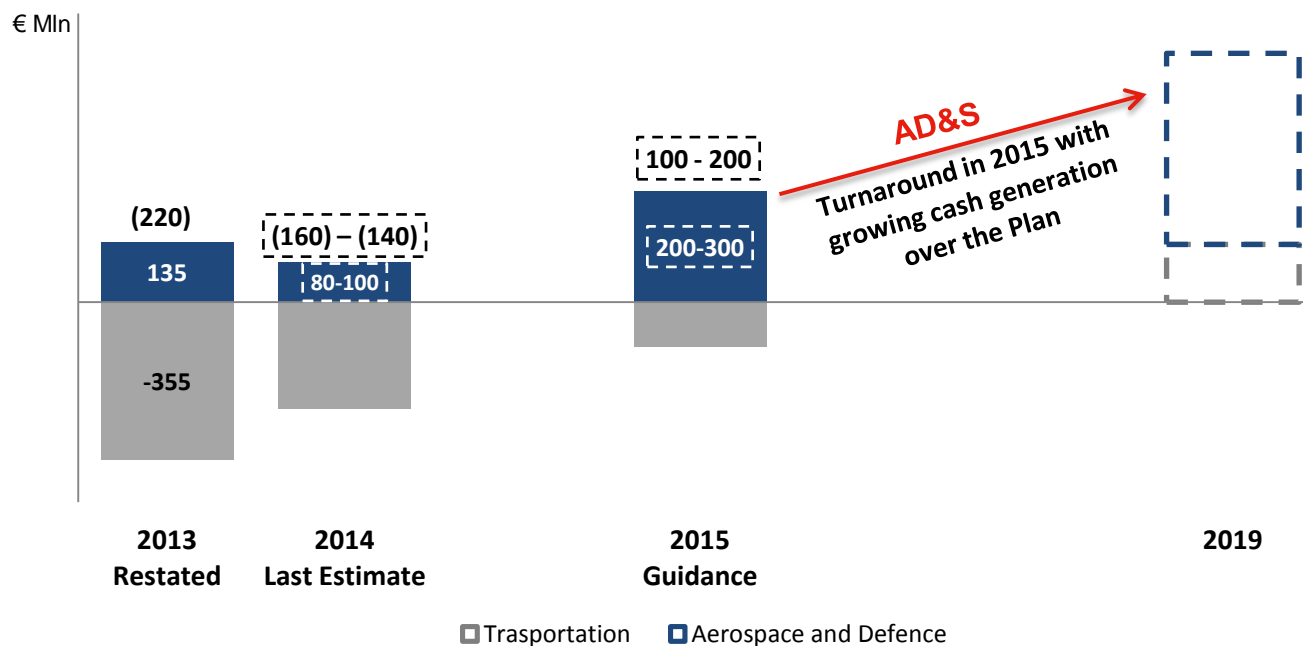 € Mln
AD&S
Turnaround in 2015 with
growing cash generation
over the Plan
100 - 200
200-300
(220)
135
(160) – (140)
80-100
-355
2013
Restated
2014
Last Estimate
2015
Guidance
2019
Trasportation
Aerospace and Defence